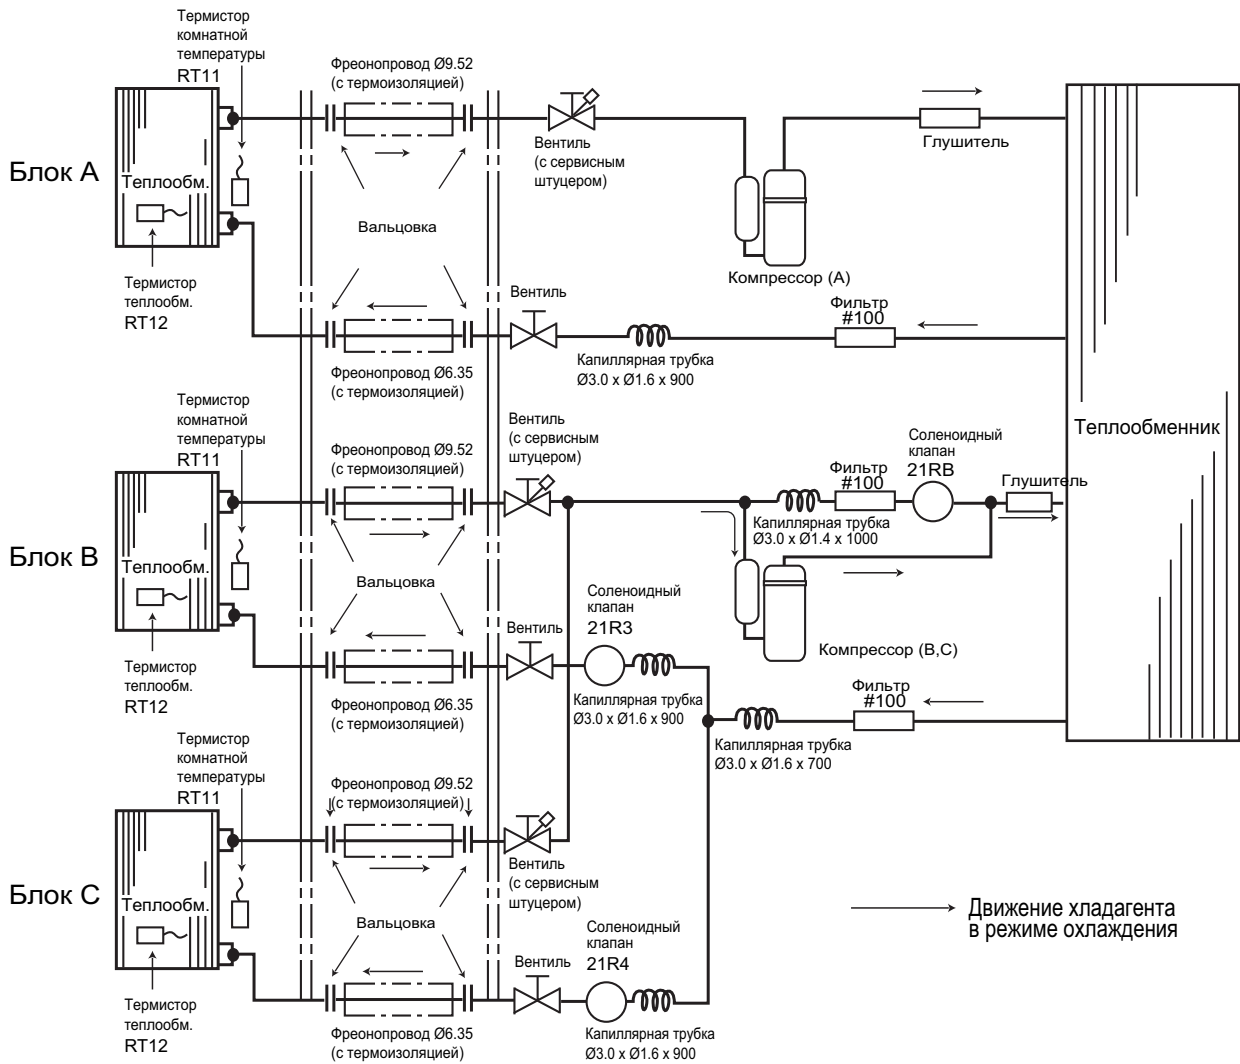 Термистор
комнатной
температуры
RT11
Фреонопровод Ø9.52
(с термоизоляцией)
Блок A
Теплообм.
Вентиль
(с сервисным
штуцером)
Глушитель
Вальцовка
Компрессор (A)
Термистор
теплообм.
RT12
Вентиль
Фильтр
#100
Капиллярная трубка
Ø3.0 x Ø1.6 x 900
Фреонопровод Ø6.35
(с термоизоляцией)
Теплообменник
Термистор
комнатной
температуры
RT11
Фреонопровод Ø9.52
(с термоизоляцией)
Вентиль
(с сервисным
штуцером)
Фильтр
#100
Соленоидный
клапан
21RB
Глушитель
Капиллярная трубка
Ø3.0 x Ø1.4 x 1000
Блок B
Теплообм.
Вальцовка
Соленоидный
клапан
21R3
Вентиль
Компрессор (B,C)
Термистор
теплообм.
RT12
Фреонопровод Ø6.35
(с термоизоляцией)
Капиллярная трубка
Ø3.0 x Ø1.6 x 900
Фильтр
#100
Капиллярная трубка
Ø3.0 x Ø1.6 x 700
Термистор
комнатной
температуры
RT11
Фреонопровод Ø9.52
(с термоизоляцией)
Вентиль
(с сервисным
штуцером)
Блок C
Теплообм.
Вальцовка
Соленоидный
клапан
21R4
Вентиль
Термистор
теплообм.
RT12
Фреонопровод Ø6.35
(с термоизоляцией)
Капиллярная трубка
Ø3.0 x Ø1.6 x 900
Движение хладагента
в режиме охлаждения